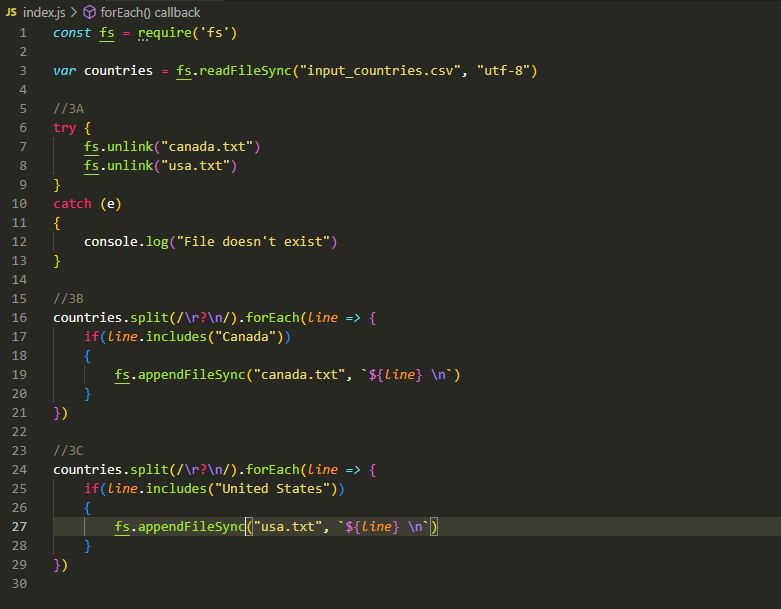 JS index.js > forEach() callback
1 const fs = require('fs')
2
3 var countries = fs.readFileSync("input_countries.csv", "utf-8")
4
5 //3A
6 try {
7     fs.unlink("canada.txt")
8     fs.unlink("usa.txt")
9 }
10 catch (e)
11 {
12     console.log("File doesn't exist")
13 }
14
15 //3B
16 countries.split(/\r?\n/).forEach(line => {
17     if(line.includes("Canada"))
18     {
19         fs.appendFileSync("canada.txt", `${line} \n`)
20     }
21 })
22
23 //3C
24 countries.split(/\r?\n/).forEach(line => {
25     if(line.includes("United States"))
26     {
27         fs.appendFileSync("usa.txt", `${line} \n`)
28     }
29 })
30